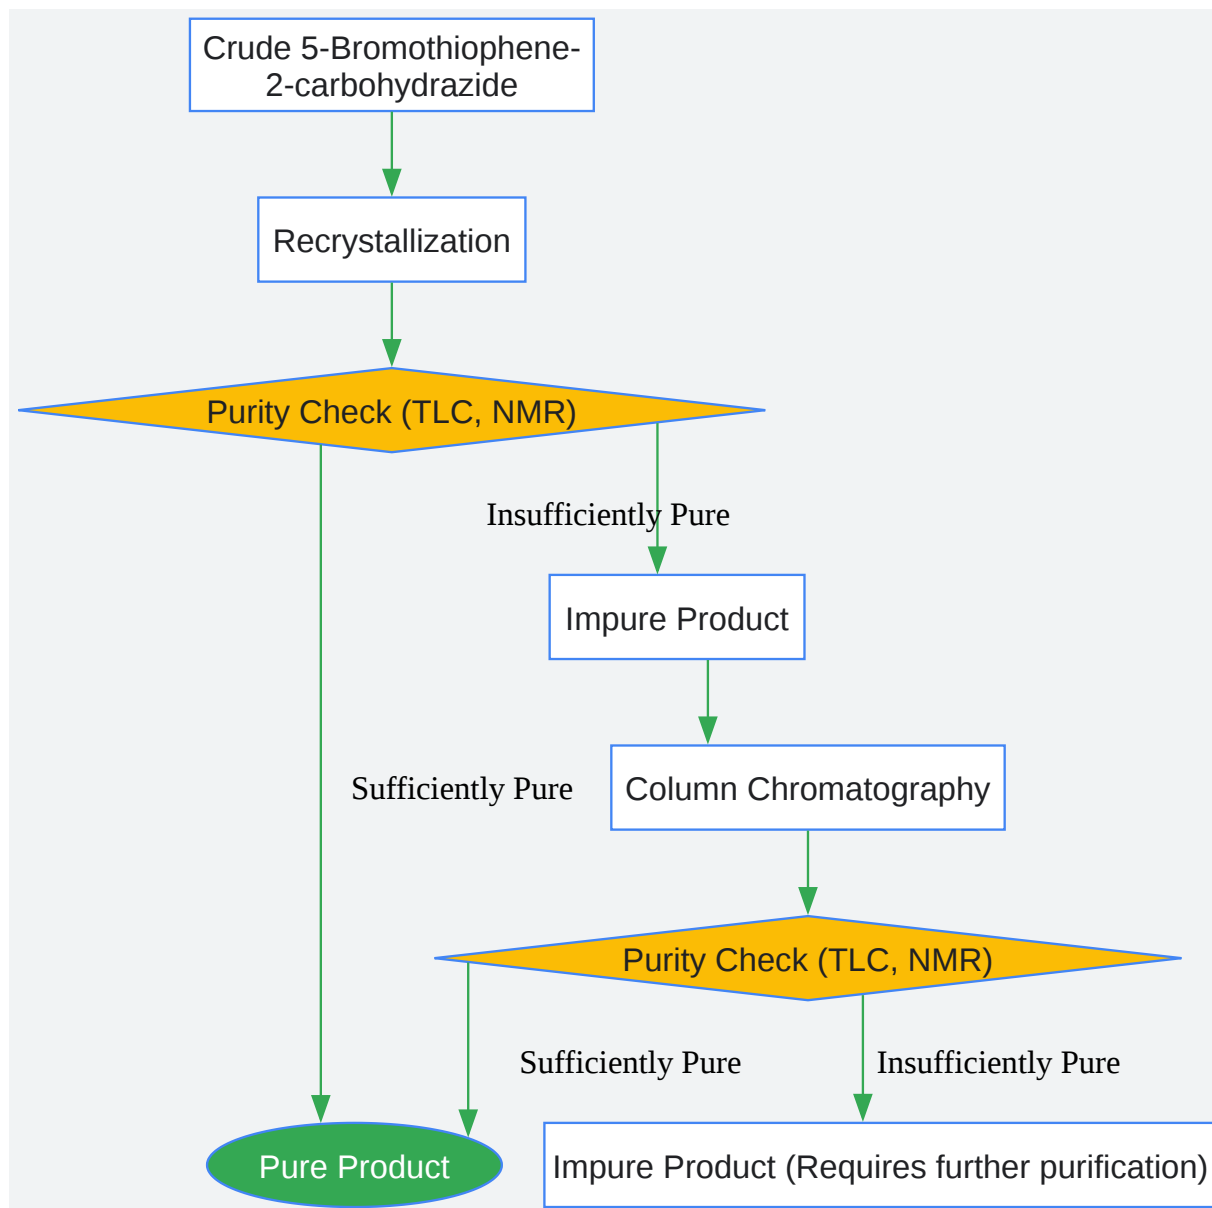 Crude 5-Bromothiophene-
2-carbohydrazide
Recrystallization
Purity Check (TLC, NMR)
Insufficiently Pure
Impure Product
Sufficiently Pure
Column Chromatography
Purity Check (TLC, NMR)
Sufficiently Pure
Insufficiently Pure
Pure Product
Impure Product (Requires further purification)